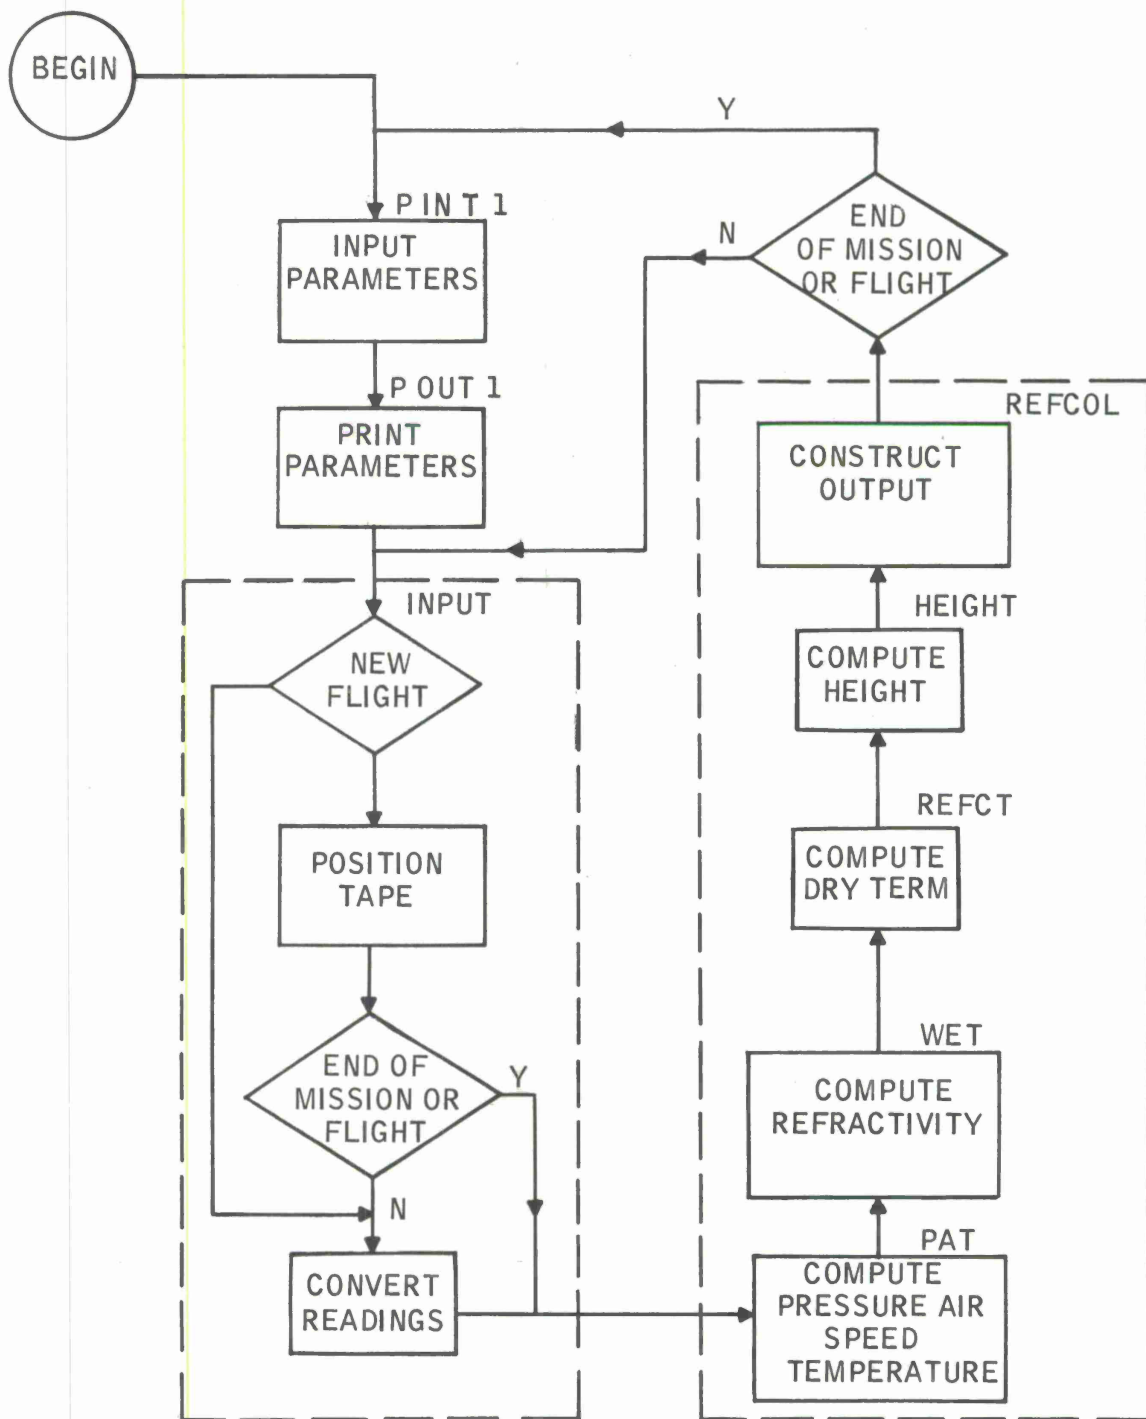 BEGIN
Y
PINT 1
INPUT
PARAMETERS
END
OF MISSION
OR FLIGHT
N
P OUT 1
PRINT
PARAMETERS
REFCOL
CONSTRUCT
OUTPUT
INPUT
NEW
FLIGHT
HEIGHT
COMPUTE
HEIGHT
POSITION
TAPE
REFCT
COMPUTE
DRY TERM
END OF
MISSION OR
FLIGHT
Y
N
WET
COMPUTE
REFRACTIVITY
CONVERT
READINGS
PAT
COMPUTE
PRESSURE AIR
SPEED
TEMPERATURE